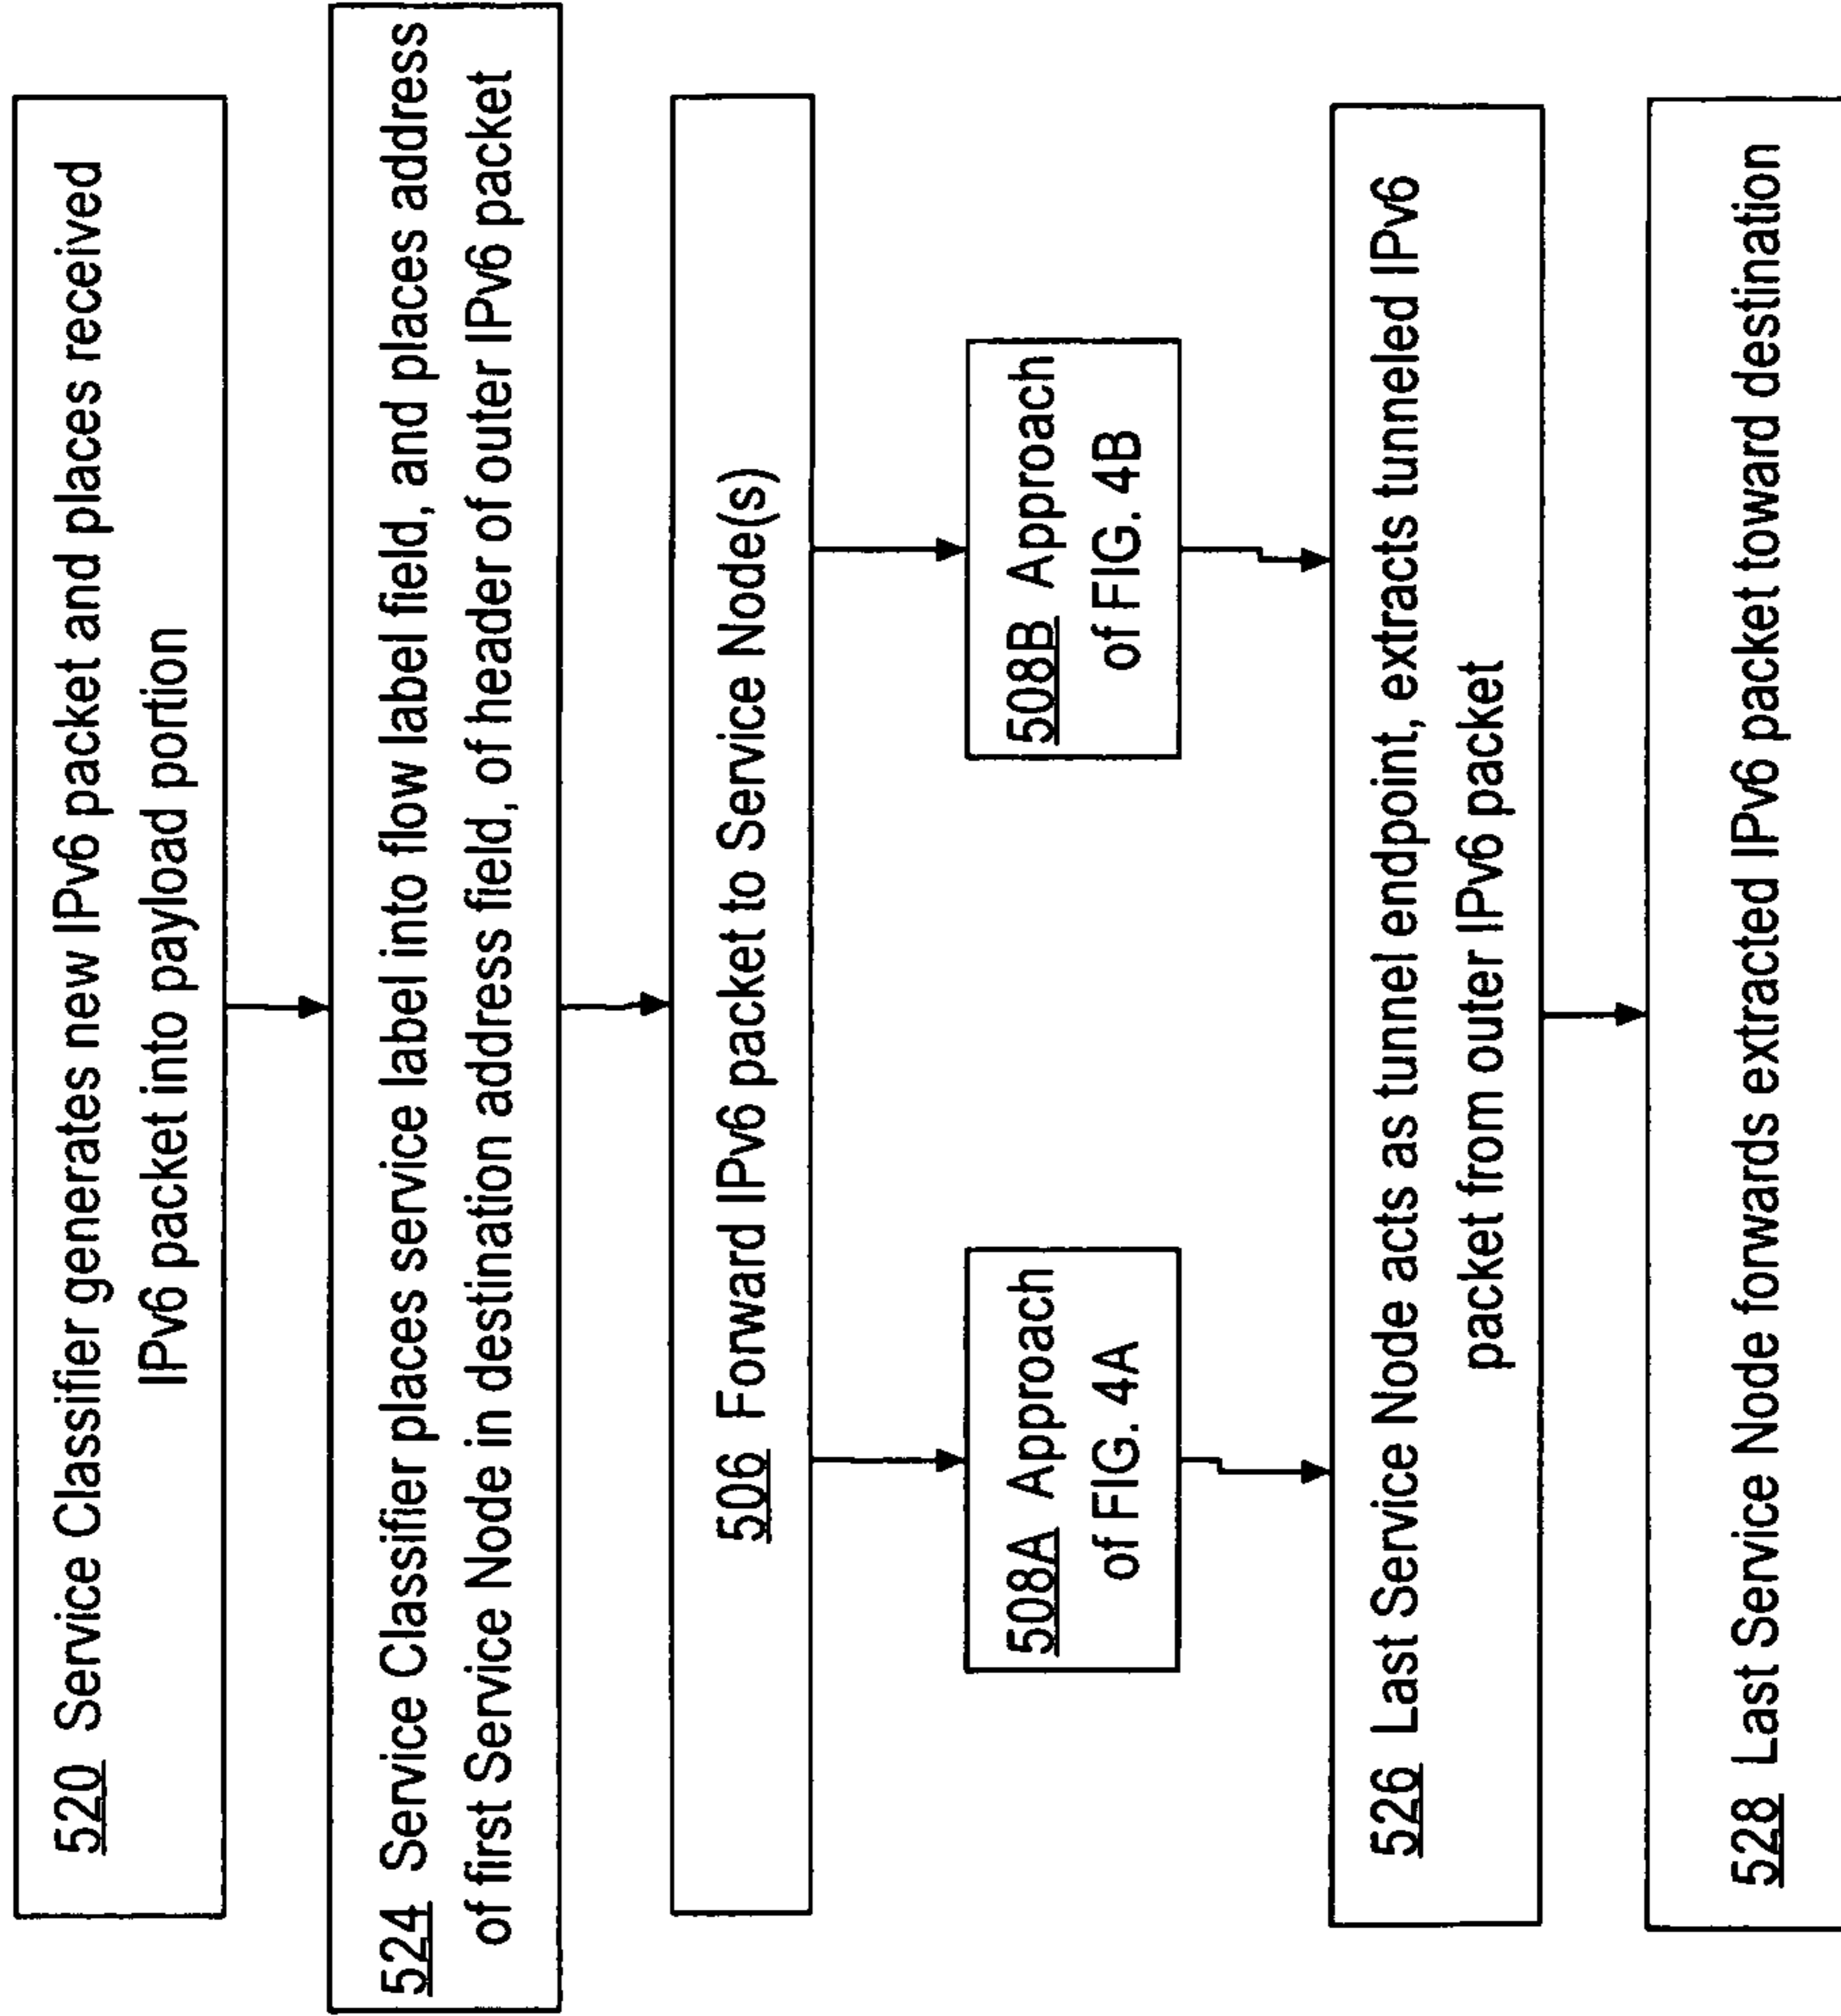 520 Service Classifier generates new IPv6 packet and places received
IPv6 packet into payload portion
524 Service Classifier places service label into flow label field, and places address
of first Service Node in destination address field, of header of outer IPv6 packet
506 Forward IPv6 packet to Service Node(s)
508A Approach
of FIG. 4A
508B Approach
of FIG. 4B
526 Last Service Node acts as tunnel endpoint, extracts tunneled IPv6
packet from outer IPv6 packet
528 Last Service Node forwards extracted IPv6 packet toward destination